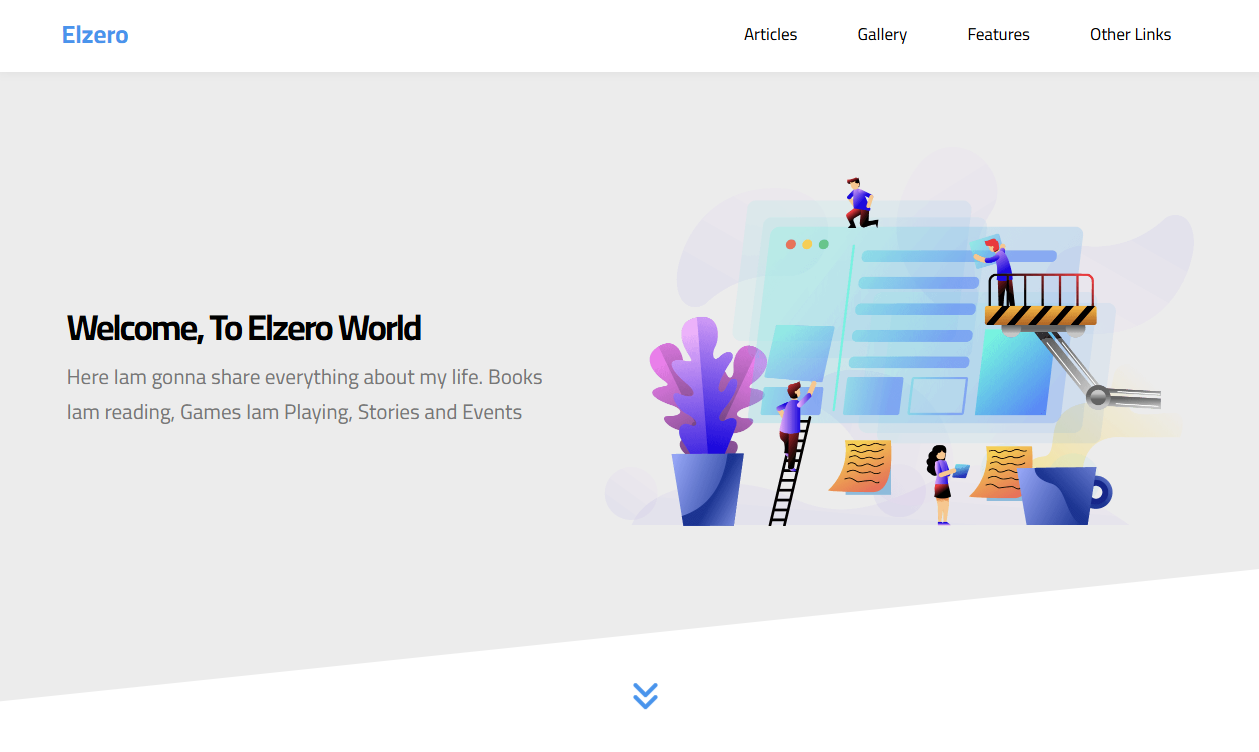 Elzero
Articles
Gallery
Features
Other Links
Welcome, To Elzero World
Here Iam gonna share everything about my life. Books
Iam reading, Games Iam Playing, Stories and Events